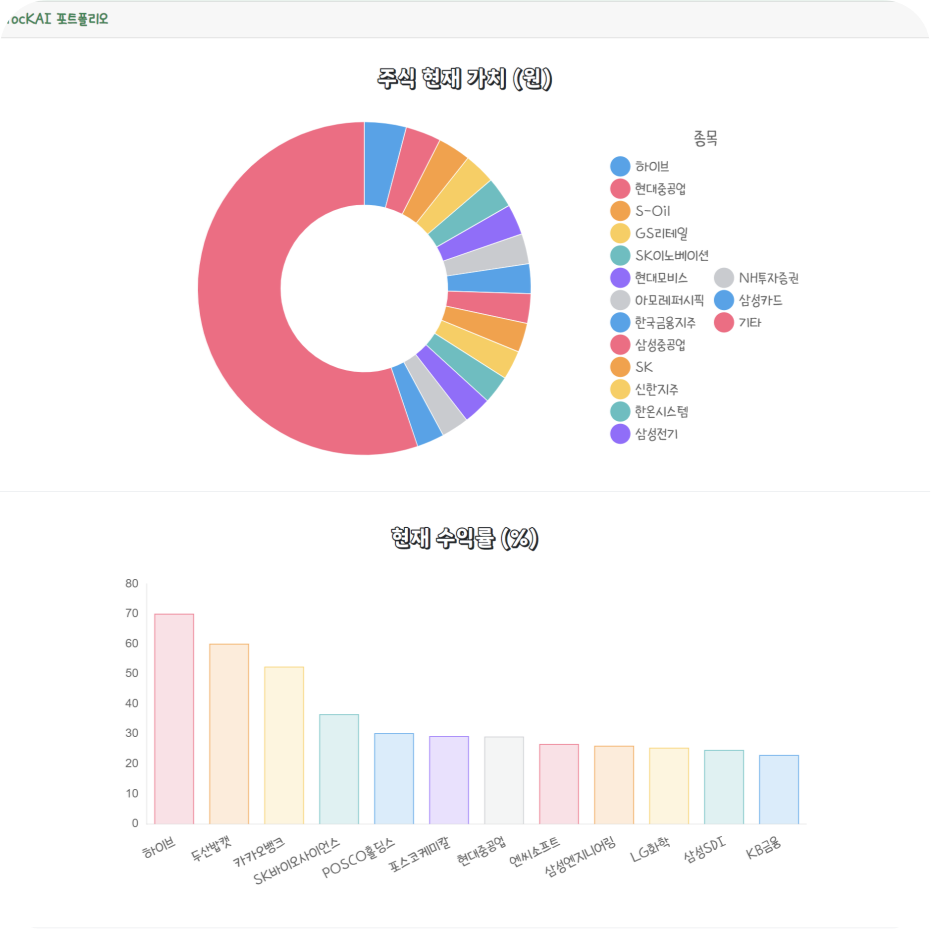 rocKAI 포트폴리오
주식 현재 가치 (원)
종목
하이브
현대중공업
S-Oil
GS리테일
SK이노베이션
현대모비스
아모레퍼시픽
한국금융지주
삼성중공업
SK
신한지주
한온시스템
삼성전기
NH투자증권
삼성카드
기타
현재 수익률 (%)
80
70
60
50
40
30
20
10
0
하이브
두산밥캣
카카오뱅크
SK바이오사이언스
POSCO홀딩스
포스코케미칼
현대중공업
엔씨소프트
삼성엔지니어링
LG화학
삼성SDI
KB금융